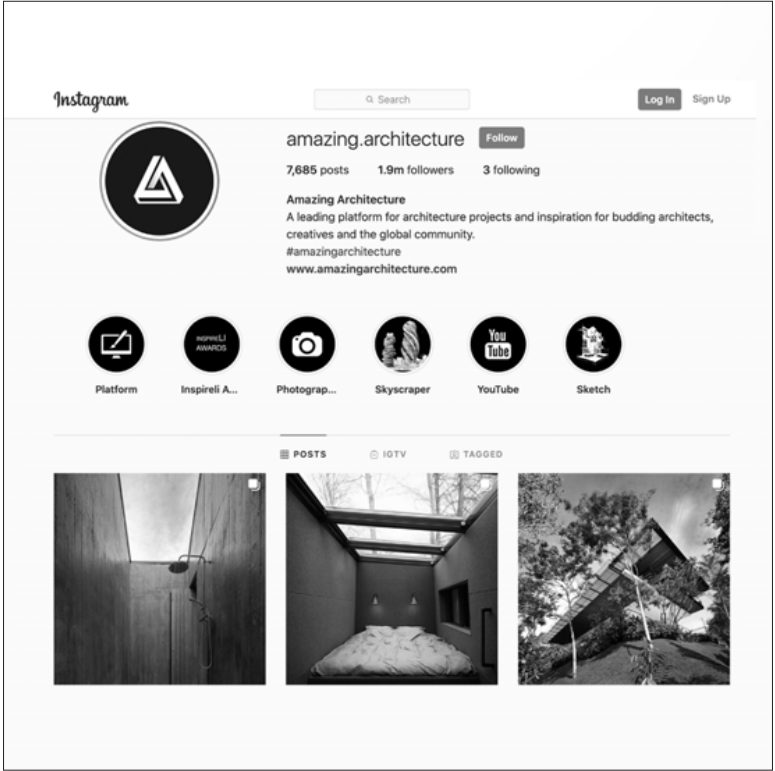 Instagram
Search
Log In
Sign Up
amazing.architecture
Follow
7,685 posts 1.9m followers 3 following
Amazing Architecture
A leading platform for architecture projects and inspiration for budding architects,
creatives and the global community.
#amazingarchitecture
www.amazingarchitecture.com
INSPIRELI
AWARDS
You
Tube
Platform
Inspireli A...
Photograp...
Skyscraper
YouTube
Sketch
POSTS
IGTV
TAGGED